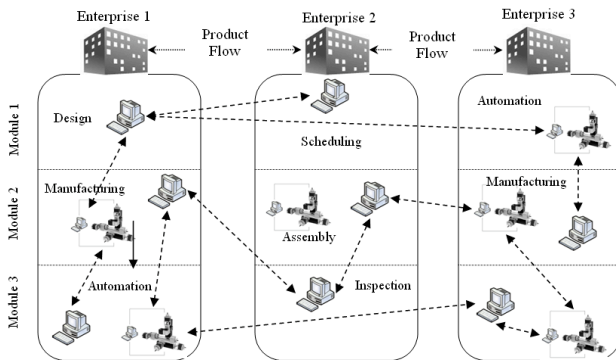 Enterprise 1
Enterprise 2
Enterprise 3
Product
Flow
Product
Flow
Module 1
Design
Scheduling
Automation
Module 2
Manufacturing
Assembly
Manufacturing
Module 3
Automation
Inspection